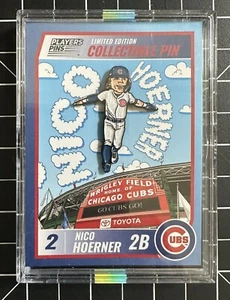 PLAYERS PINS
LIMITED EDITION
COLLECTIBLE PIN
NICO
HOERNER
WRIGLEY FIELD
HOME OF
CHICAGO CUBS
GO CUBS GO!
TOYOTA
2
NICO
HOERNER
2B
CUBS